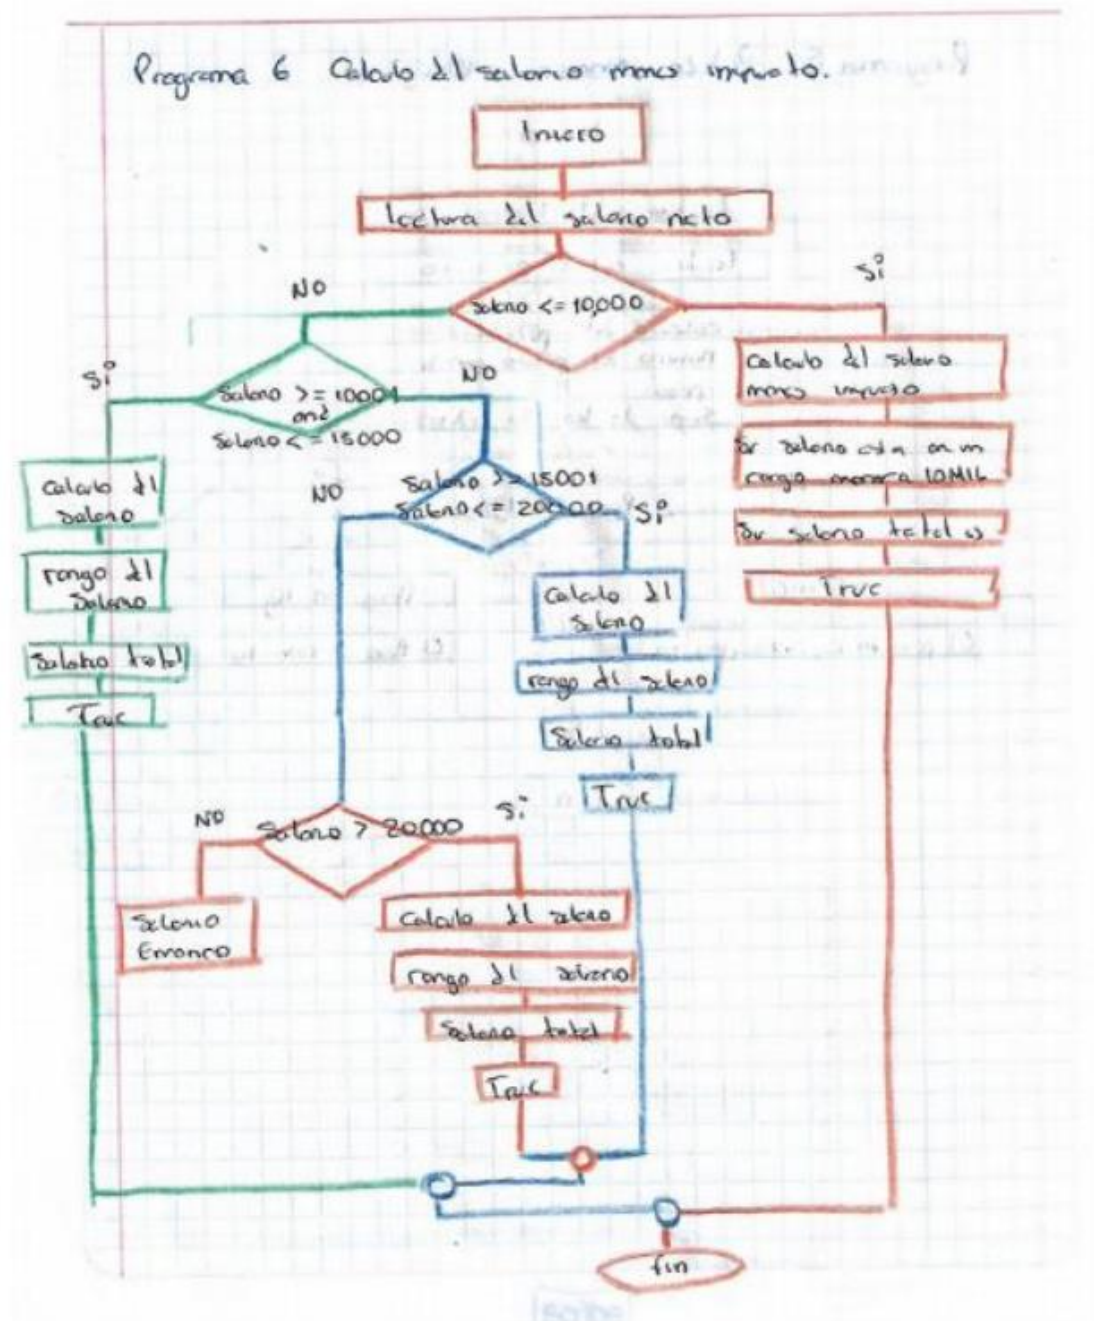 Programa 6 Calculo del salario menos impuesto.
Inicio
lectura del salario neto
Salario <= 10,000
NO
Si
Calculo del salario
menos impuesto
Su salario esta en un
rango menor a 10MIL
Su salario total es
True
Salario >= 10001
and
Salario <= 15000
Si
NO
Calculo del
Salario
rango del
Salario
Salario total
True
Salario >= 15001
Salario <= 20000
NO
Si
Calculo del
Salario
rango del salario
Salario total
True
Salario > 20000
NO
Si
Salario
Erroneo
Calculo del salario
rango del salario
Salario total
True
fin